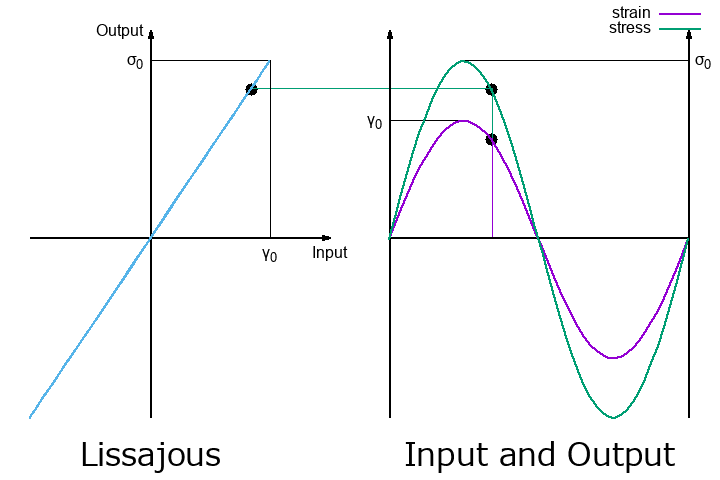 strain
stress
Output
σ0
σ0
γ0
γ0
Input
Lissajous
Input and Output